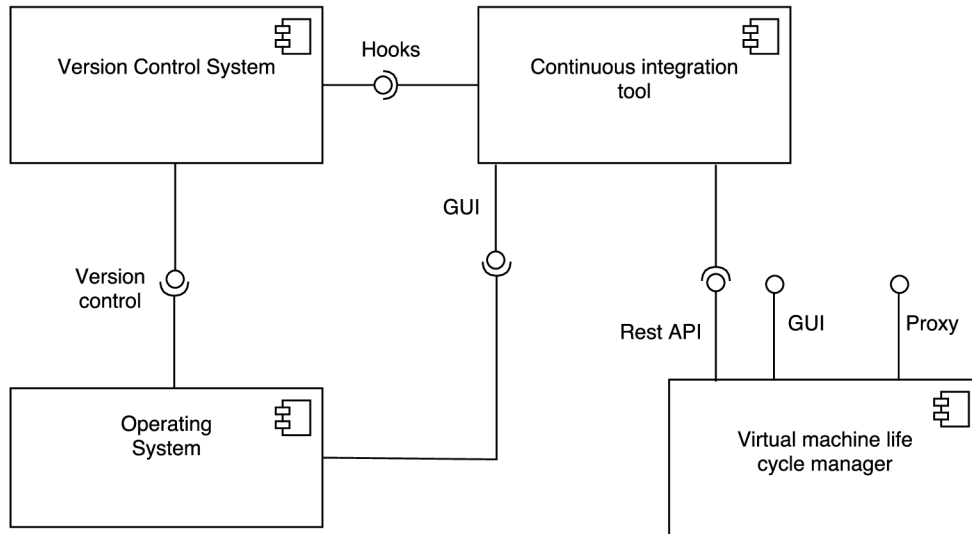 Version Control System
Hooks
Continuous integration
tool
GUI
Version
control
Rest API
GUI
Proxy
Operating
System
Virtual machine life
cycle manager